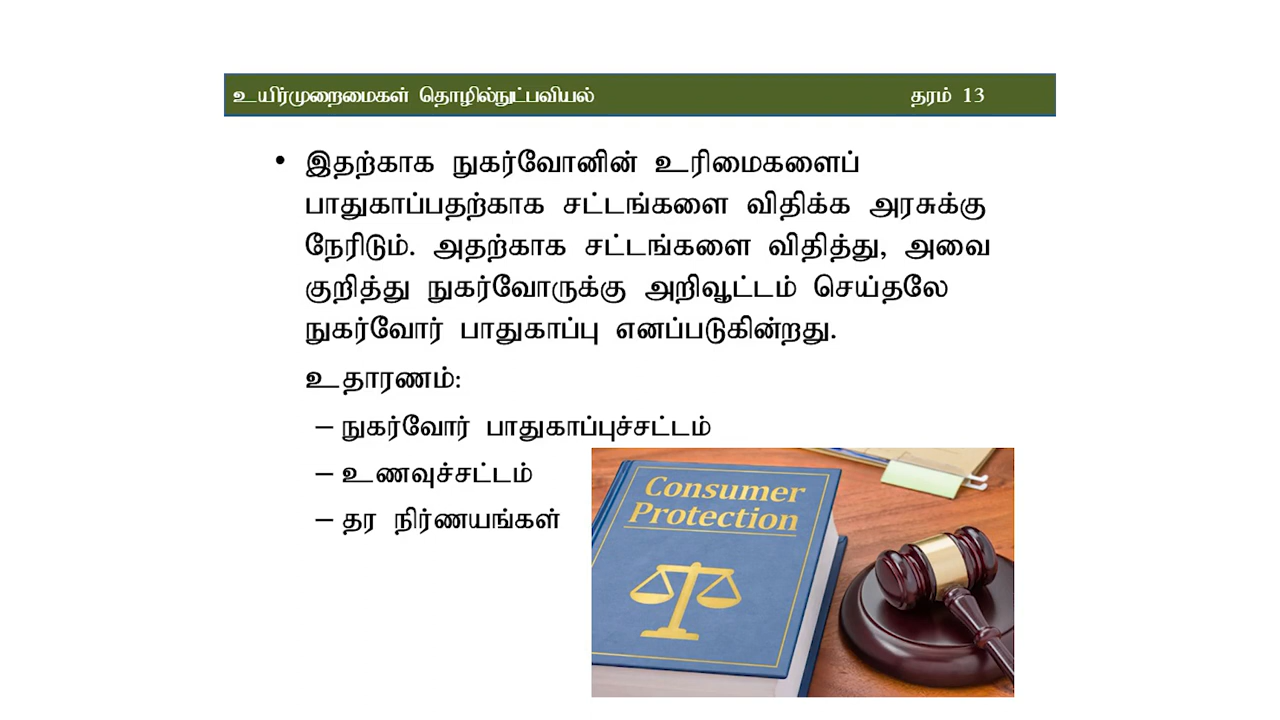 உயிர்முறைமைகள் தொழில்நுட்பவியல் தரம் 13
• இதற்காக நுகர்வோனின் உரிமைகளைப்
பாதுகாப்பதற்காக சட்டங்களை விதிக்க அரசுக்கு
நேரிடும். அதற்காக சட்டங்களை விதித்து, அவை
குறித்து நுகர்வோருக்கு அறிவூட்டம் செய்தலே
நுகர்வோர் பாதுகாப்பு எனப்படுகின்றது.
உதாரணம்:
– நுகர்வோர் பாதுகாப்புச்சட்டம்
– உணவுச்சட்டம்
– தர நிர்ணயங்கள்
Consumer
Protection